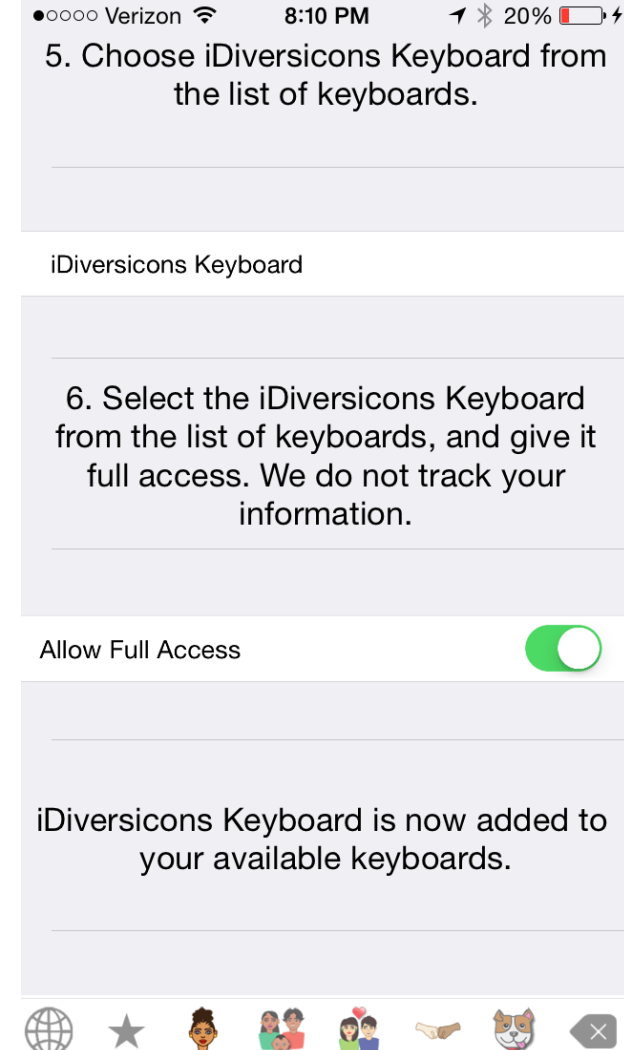 Verizon 8:10 PM 20%
5. Choose iDiversicons Keyboard from
the list of keyboards.
iDiversicons Keyboard
6. Select the iDiversicons Keyboard
from the list of keyboards, and give it
full access. We do not track your
information.
Allow Full Access
iDiversicons Keyboard is now added to
your available keyboards.